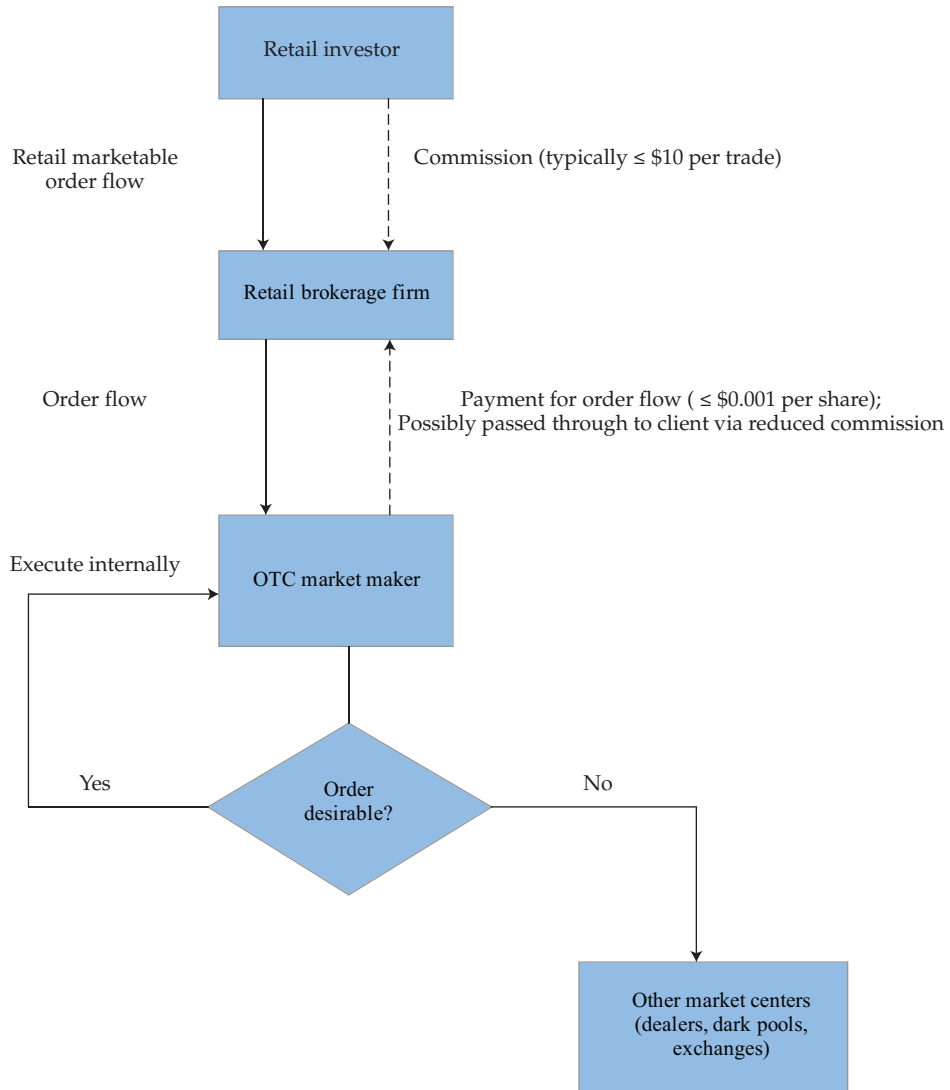 Retail investor
Retail marketable
order flow
Commission (typically ≤ $10 per trade)
Retail brokerage firm
Order flow
Payment for order flow ( ≤ $0.001 per share);
Possibly passed through to client via reduced commission
Execute internally
OTC market maker
Yes
Order
desirable?
No
Other market centers
(dealers, dark pools,
exchanges)